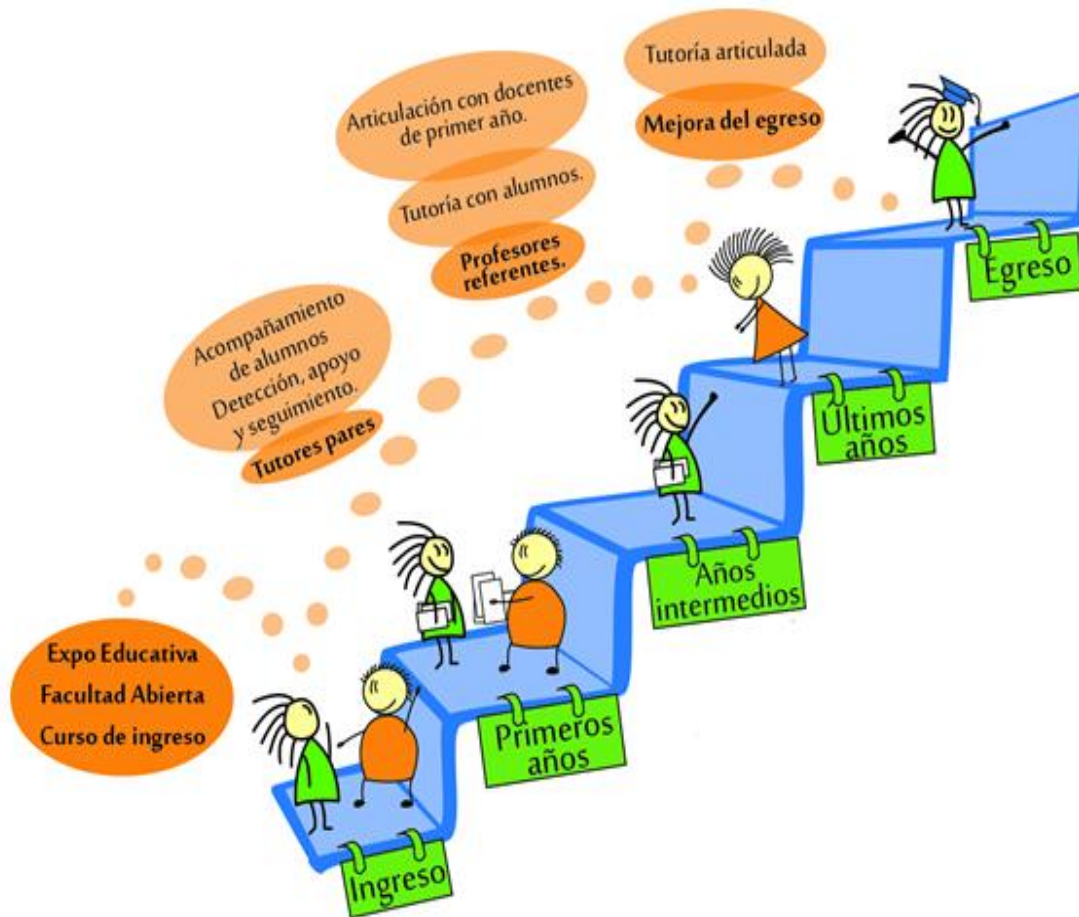 Tutoría articulada
Mejora del egreso
Articulación con docentes
de primer año.
Tutoría con alumnos.
Profesores
referentes.
Acompañamiento
de alumnos
Detección, apoyo
y seguimiento.
Tutores pares
Expo Educativa
Facultad Abierta
Curso de ingreso
Egreso
Últimos
años
Años
intermedios
Primeros
años
Ingreso